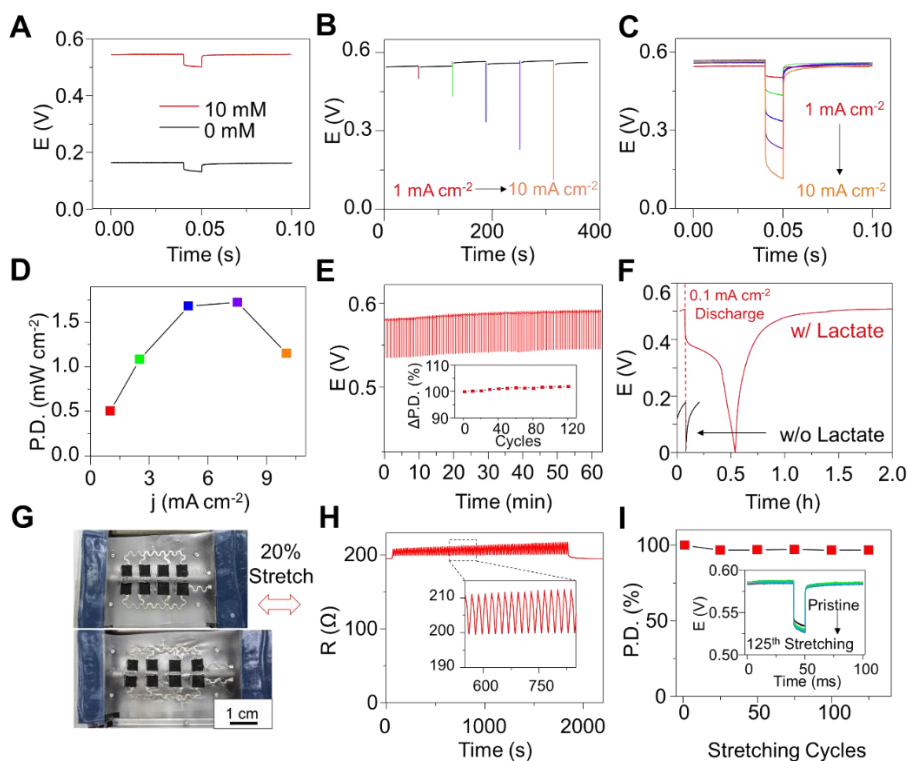 A
0.6
0.3
0.0
E (V)
10 mM
0 mM
0.00
0.05
0.10
Time (s)
B
0.6
0.3
0.0
E (V)
1 mA cm⁻²
10 mA cm⁻²
0
200
400
Time (s)
C
0.6
0.3
0.0
E (V)
1 mA cm⁻²
10 mA cm⁻²
0.00
0.05
0.10
Time (s)
D
1.5
1.0
0.5
0.0
P.D. (mW cm⁻²)
0
3
6
9
j (mA cm⁻²)
E
0.6
0.5
E (V)
110
100
90
ΔP.D. (%)
0
40
80
120
Cycles
0
10
20
30
40
50
60
Time (min)
F
0.6
0.4
0.2
0
E (V)
0.1 mA cm⁻²
Discharge
w/ Lactate
w/o Lactate
0
0.5
1.0
1.5
2.0
Time (h)
G
20%
Stretch
1 cm
H
200
100
0
R (Ω)
210
200
190
600
750
0
1000
2000
Time (s)
I
100
75
50
25
0
P.D. (%)
0.60
0.55
0.50
E (V)
Pristine
125th Stretching
0
50
100
Time (ms)
0
50
100
Stretching Cycles